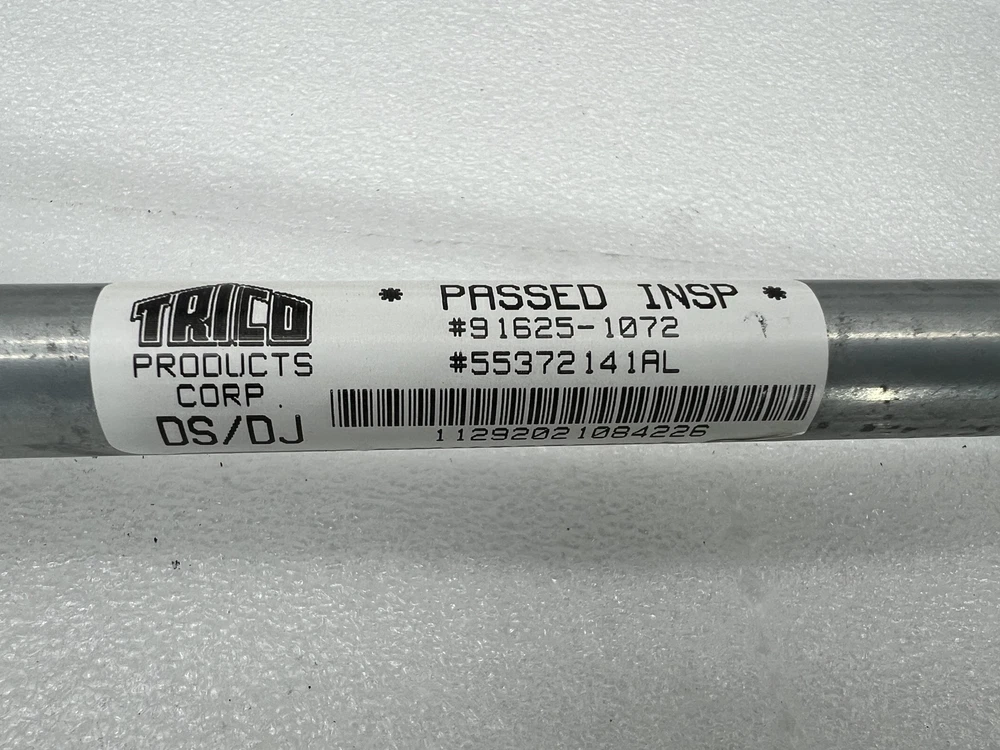 TRICO
PRODUCTS
CORP.
DS/DJ
* PASSED INSP *
#91625-1072
#55372141AL
11292021084226